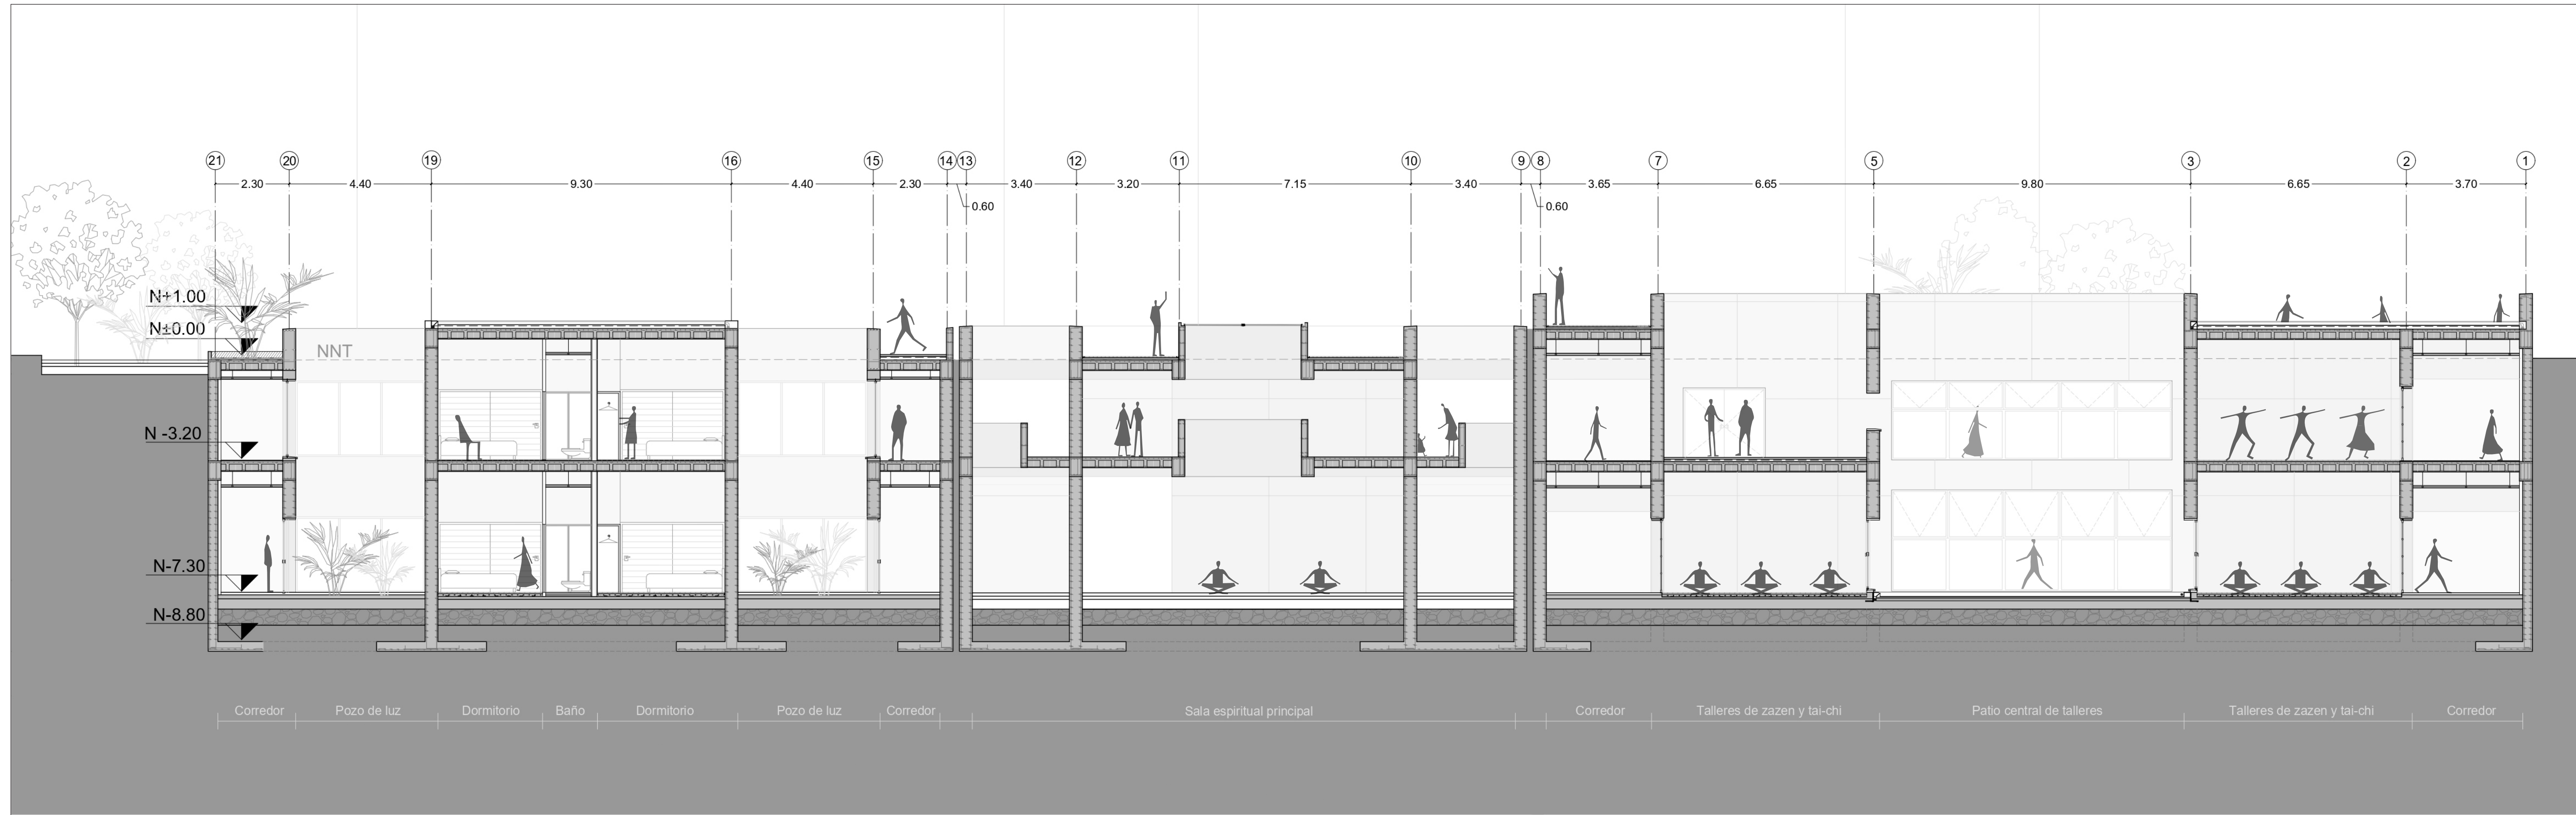 21 20 19 16 15 14 13 12 11 10 9 8 7 5 3 2 1
2.30 4.40 9.30 4.40 2.30 3.40 3.20 7.15 3.40 3.65 6.65 9.80 6.65 3.70
0.60 0.60
N+1.00
N±0.00
NNT
N -3.20
N-7.30
N-8.80
Corredor Pozo de luz Dormitorio Baño Dormitorio Pozo de luz Corredor Sala espiritual principal Corredor Talleres de zazen y tai-chi Patio central de talleres Talleres de zazen y tai-chi Corredor